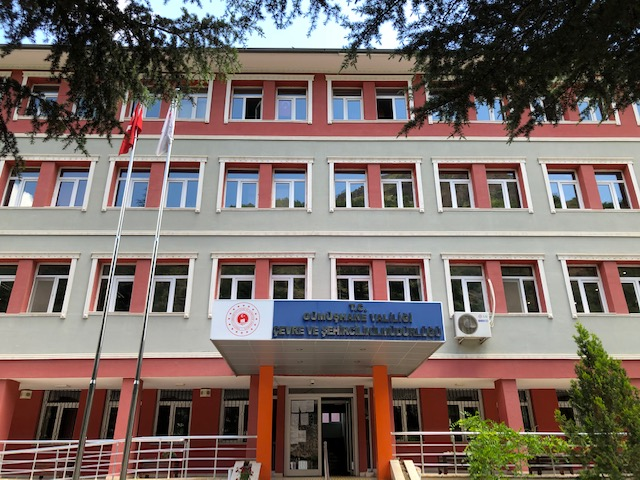 T.C.
GÜMÜŞHANE VALİLİĞİ
ÇEVRE VE ŞEHİRCİLİK İL MÜDÜRLÜĞÜ